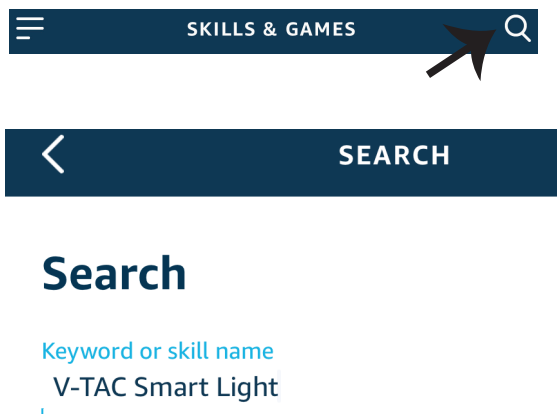 SKILLS & GAMES
SEARCH
Search
Keyword or skill name
V-TAC Smart Light